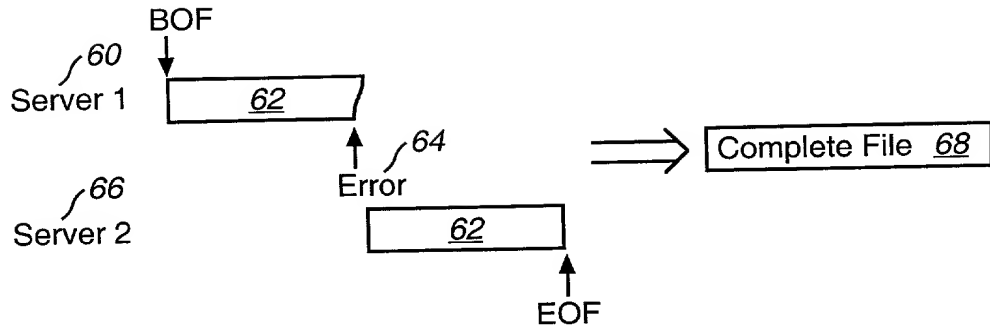 BOF
60
Server 1
62
64
Error
Complete File 68
66
Server 2
62
EOF